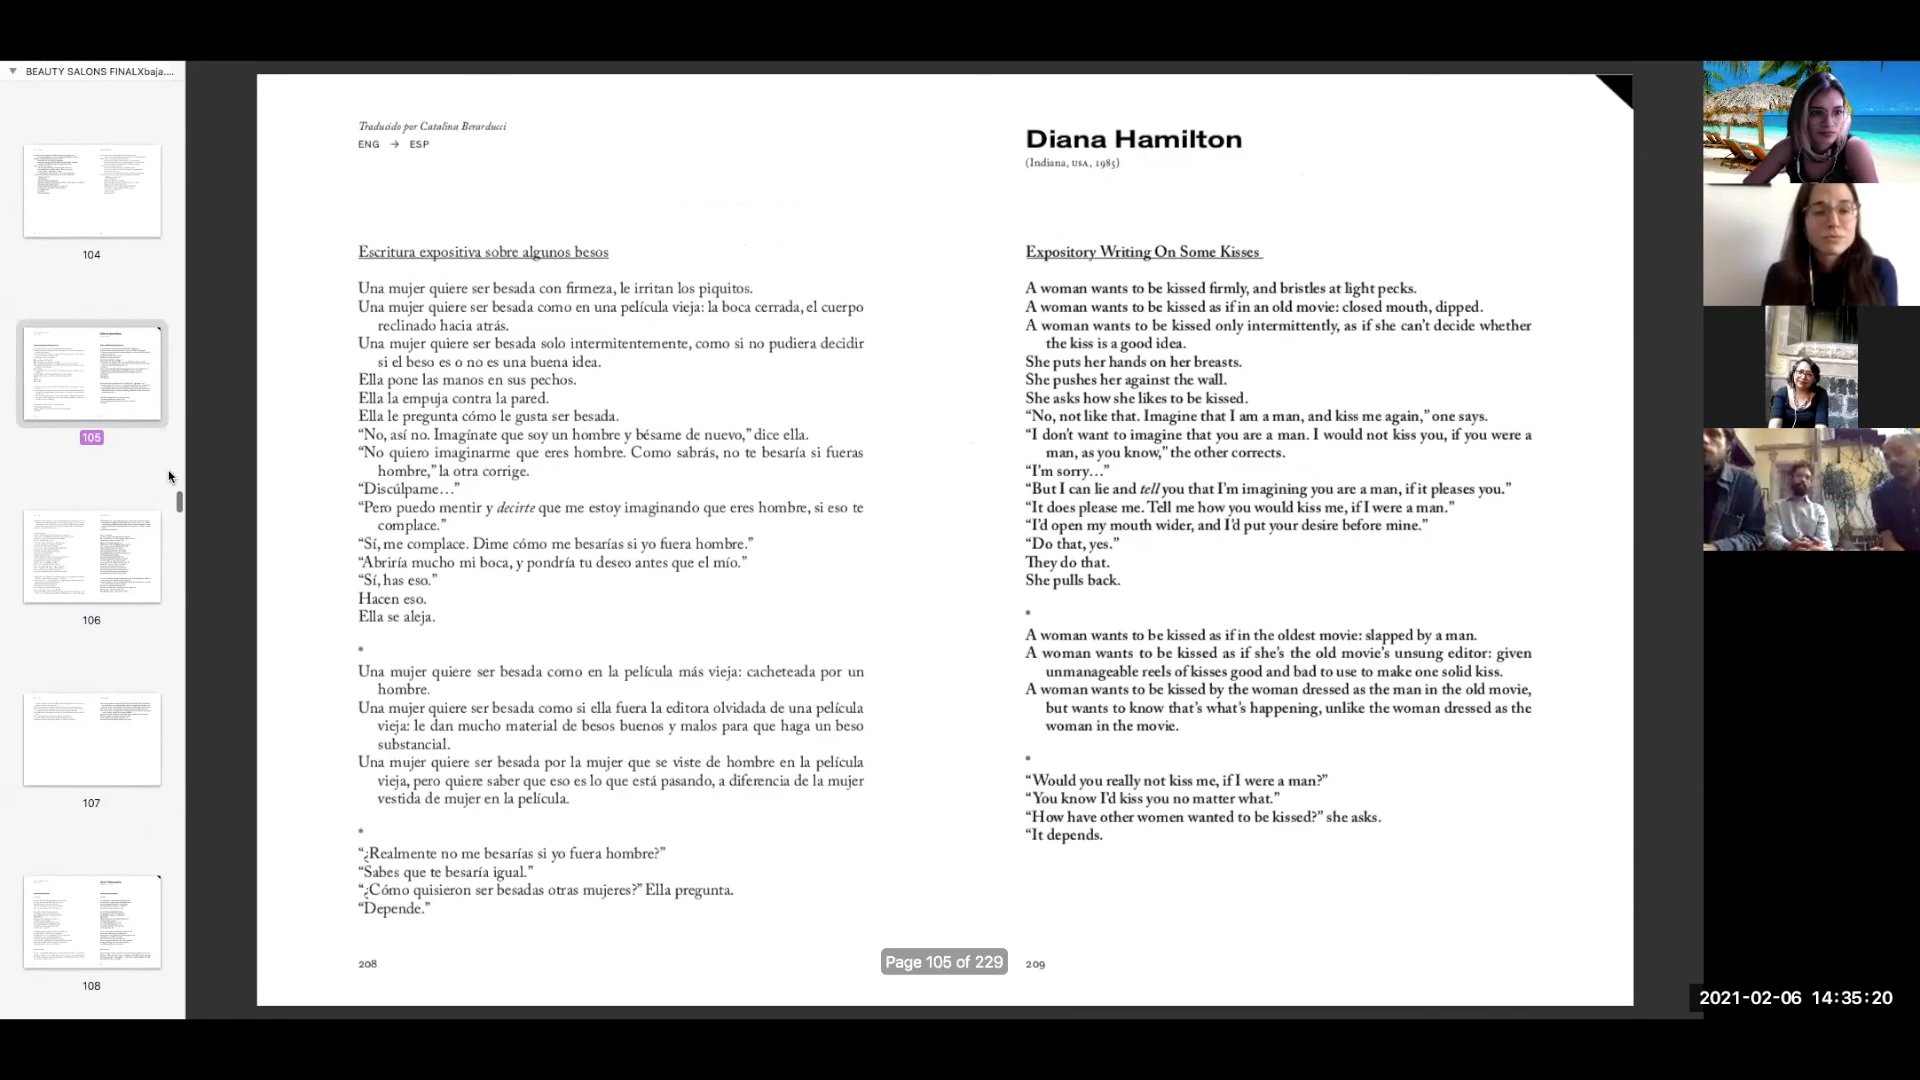 BEAUTY SALONS FINALXbaja....
104
105
106
107
108
Traducido por Catalina Berarducci
ENG → ESP
Escritura expositiva sobre algunos besos
Una mujer quiere ser besada con firmeza, le irritan los piquitos.
Una mujer quiere ser besada como en una película vieja: la boca cerrada, el cuerpo
reclinado hacia atrás.
Una mujer quiere ser besada solo intermitentemente, como si no pudiera decidir
si el beso es o no es una buena idea.
Ella pone las manos en sus pechos.
Ella la empuja contra la pared.
Ella le pregunta cómo le gusta ser besada.
“No, así no. Imagínate que soy un hombre y bésame de nuevo,” dice ella.
“No quiero imaginarme que eres hombre. Como sabrás, no te besaría si fueras
hombre,” la otra corrige.
“Discúlpame…”
“Pero puedo mentir y decirte que me estoy imaginando que eres hombre, si eso te
complace.”
“Sí, me complace. Dime cómo me besarías si yo fuera hombre.”
“Abriría mucho mi boca, y pondría tu deseo antes que el mío.”
“Sí, has eso.”
Hacen eso.
Ella se aleja.
*
Una mujer quiere ser besada como en la película más vieja: cacheteada por un
hombre.
Una mujer quiere ser besada como si ella fuera la editora olvidada de una película
vieja: le dan mucho material de besos buenos y malos para que haga un beso
substancial.
Una mujer quiere ser besada por la mujer que se viste de hombre en la película
vieja, pero quiere saber que eso es lo que está pasando, a diferencia de la mujer
vestida de mujer en la película.
*
“¿Realmente no me besarías si yo fuera hombre?”
“Sabes que te besaría igual.”
“¿Cómo quisieron ser besadas otras mujeres?” Ella pregunta.
“Depende.”
208
Diana Hamilton
(Indiana, USA, 1985)
Expository Writing On Some Kisses
A woman wants to be kissed firmly, and bristles at light pecks.
A woman wants to be kissed as if in an old movie: closed mouth, dipped.
A woman wants to be kissed only intermittently, as if she can’t decide whether
the kiss is a good idea.
She puts her hands on her breasts.
She pushes her against the wall.
She asks how she likes to be kissed.
“No, not like that. Imagine that I am a man, and kiss me again,” one says.
“I don’t want to imagine that you are a man. I would not kiss you, if you were a
man, as you know,” the other corrects.
“I’m sorry…”
“But I can lie and tell you that I’m imagining you are a man, if it pleases you.”
“It does please me. Tell me how you would kiss me, if I were a man.”
“I’d open my mouth wider, and I’d put your desire before mine.”
“Do that, yes.”
They do that.
She pulls back.
*
A woman wants to be kissed as if in the oldest movie: slapped by a man.
A woman wants to be kissed as if she’s the old movie’s unsung editor: given
unmanageable reels of kisses good and bad to use to make one solid kiss.
A woman wants to be kissed by the woman dressed as the man in the old movie,
but wants to know that’s what’s happening, unlike the woman dressed as the
woman in the movie.
*
“Would you really not kiss me, if I were a man?”
“You know I’d kiss you no matter what.”
“How have other women wanted to be kissed?” she asks.
“It depends.
Page 105 of 229
209
2021-02-06 14:35:20